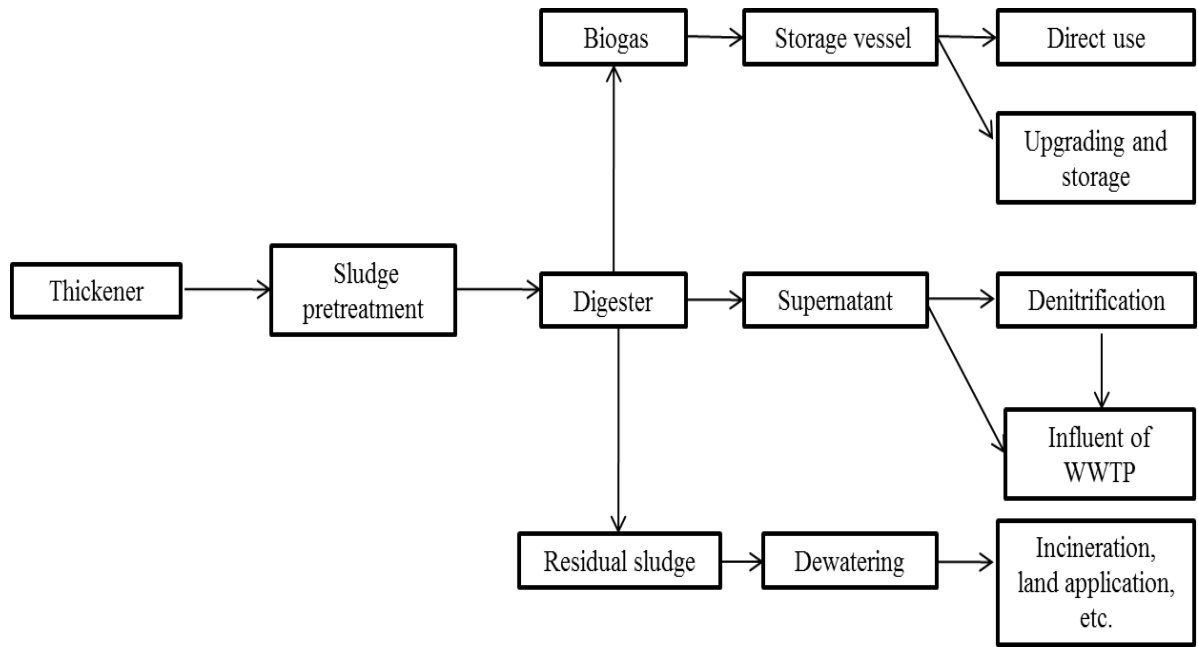 Biogas
Storage vessel
Direct use
Upgrading and
storage
Thickener
Sludge
pretreatment
Digester
Supernatant
Denitrification
Influent of
WWTP
Residual sludge
Dewatering
Incineration,
land application,
etc.